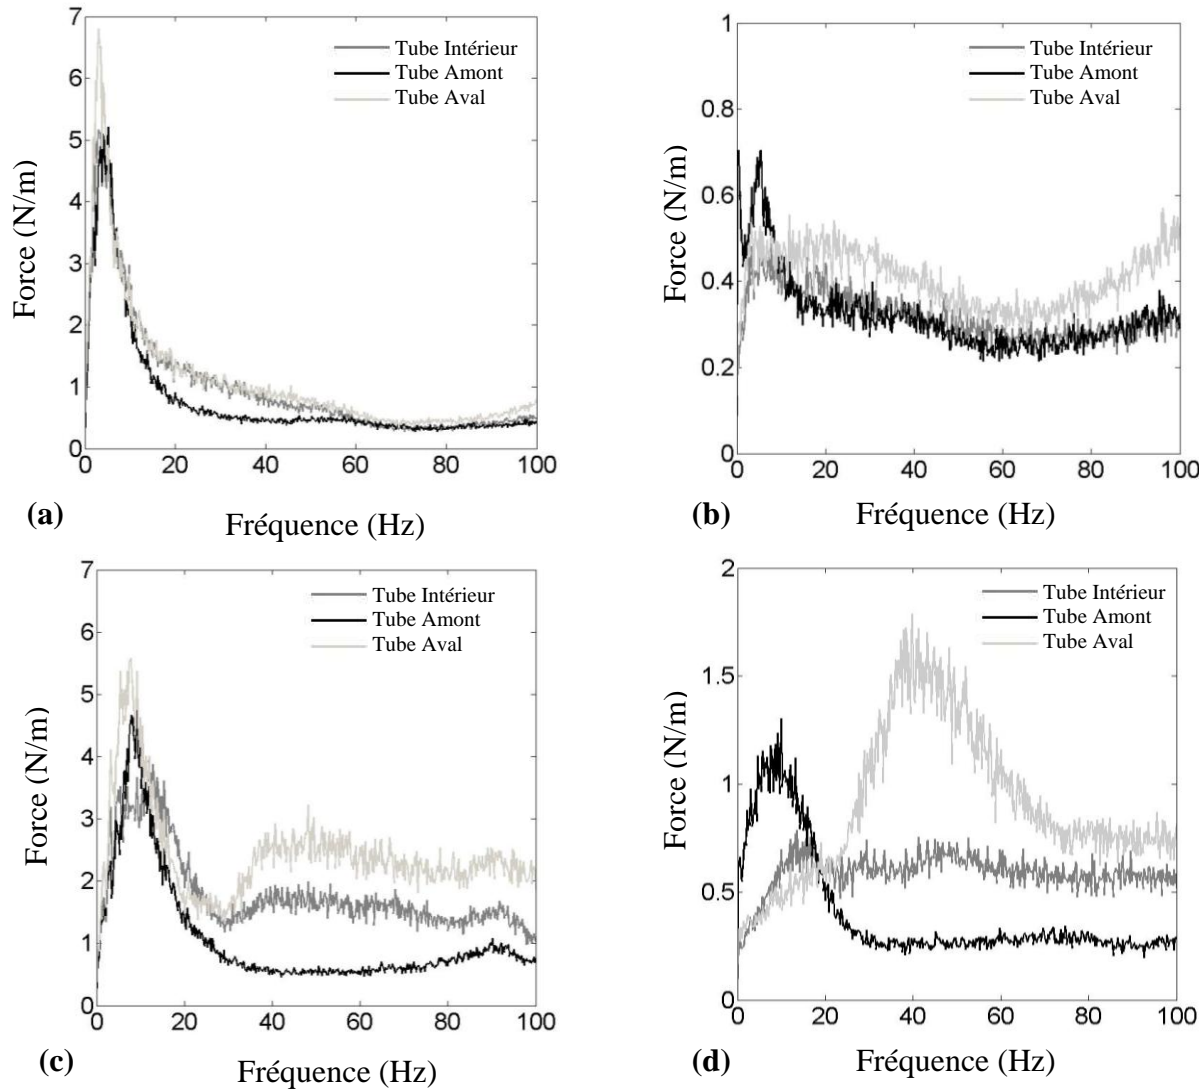 7
6
5
4
3
2
1
0
Force (N/m)
Tube Intérieur
Tube Amont
Tube Aval
0 20 40 60 80 100
(a) Fréquence (Hz)
1
0.8
0.6
0.4
0.2
0
Force (N/m)
Tube Intérieur
Tube Amont
Tube Aval
0 20 40 60 80 100
(b) Fréquence (Hz)
7
6
5
4
3
2
1
0
Force (N/m)
Tube Intérieur
Tube Amont
Tube Aval
0 20 40 60 80 100
(c) Fréquence (Hz)
2
1.5
1
0.5
0
Force (N/m)
Tube Intérieur
Tube Amont
Tube Aval
0 20 40 60 80 100
(d) Fréquence (Hz)